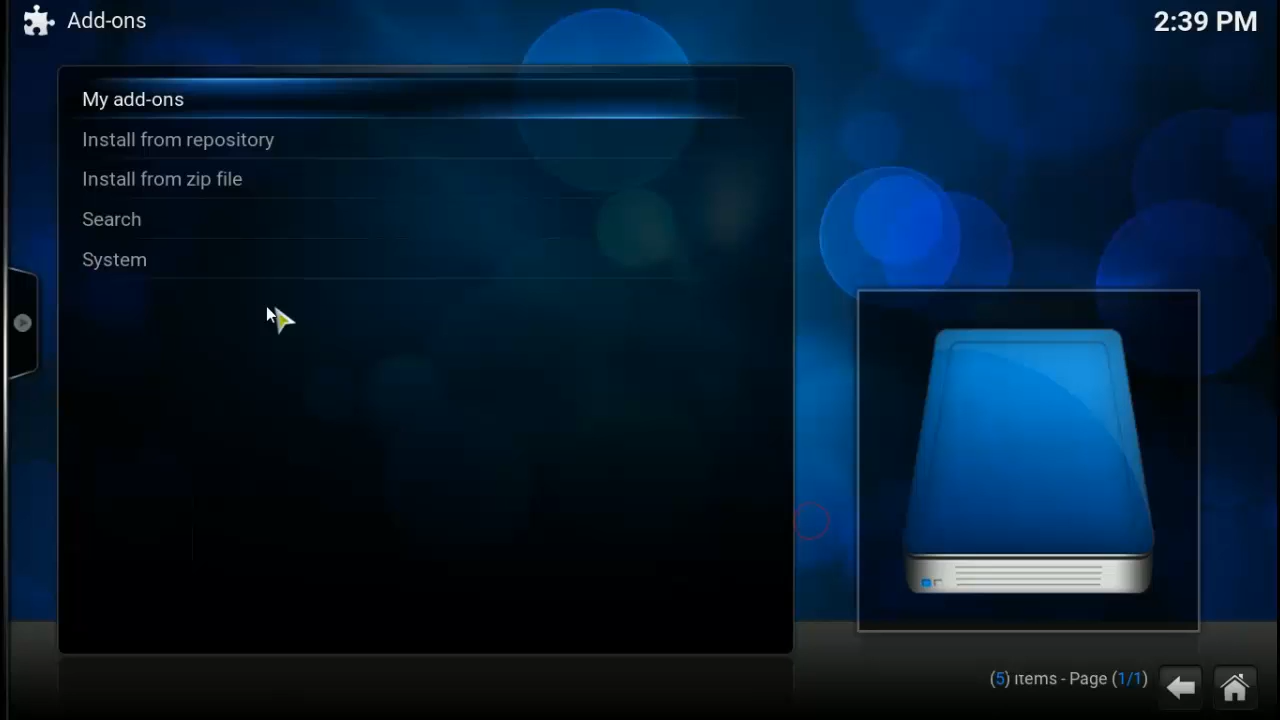 Add-ons
2:39 PM
My add-ons
Install from repository
Install from zip file
Search
System
(5) items - Page (1/1)